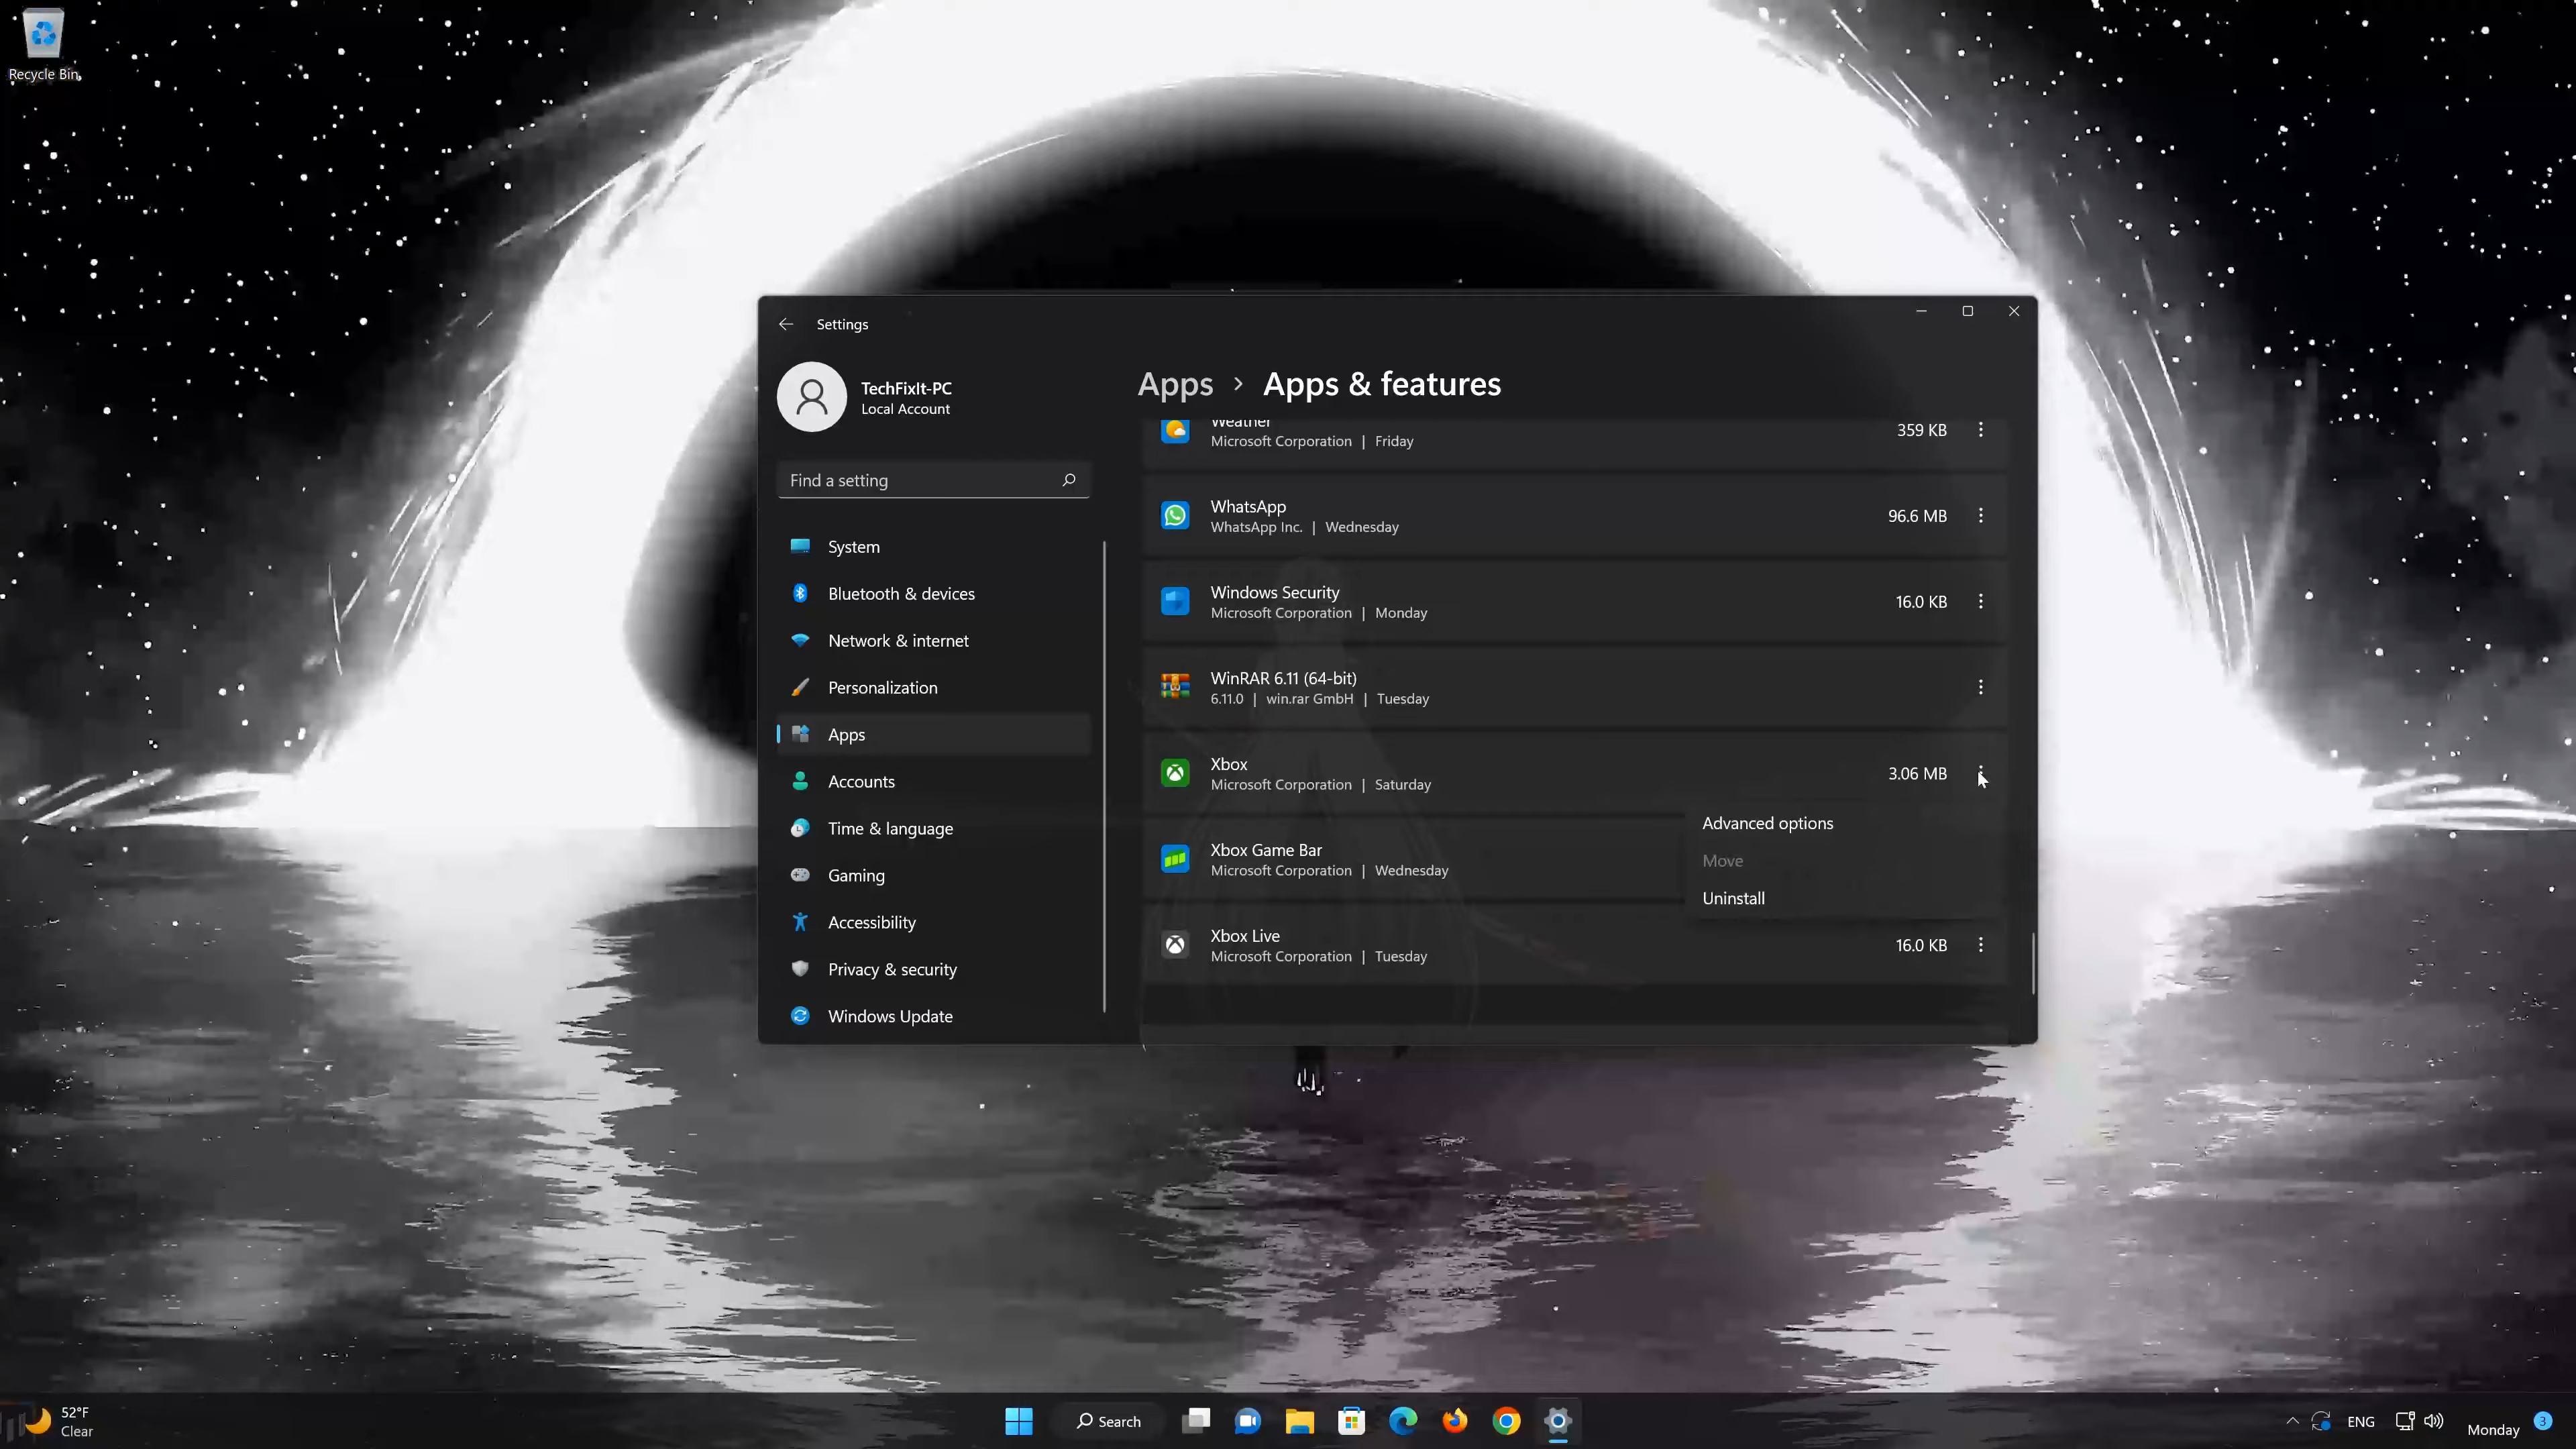 Recycle Bin
Settings
TechFixIt-PC
Local Account
Find a setting
System
Bluetooth & devices
Network & internet
Personalization
Apps
Accounts
Time & language
Gaming
Accessibility
Privacy & security
Windows Update
Apps > Apps & features
Weather
Microsoft Corporation | Friday
359 KB
WhatsApp
WhatsApp Inc. | Wednesday
96.6 MB
Windows Security
Microsoft Corporation | Monday
16.0 KB
WinRAR 6.11 (64-bit)
6.11.0 | win.rar GmbH | Tuesday
Xbox
Microsoft Corporation | Saturday
3.06 MB
Advanced options
Move
Uninstall
Xbox Game Bar
Microsoft Corporation | Wednesday
Xbox Live
Microsoft Corporation | Tuesday
16.0 KB
52°F
Clear
Search
ENG
Monday
3